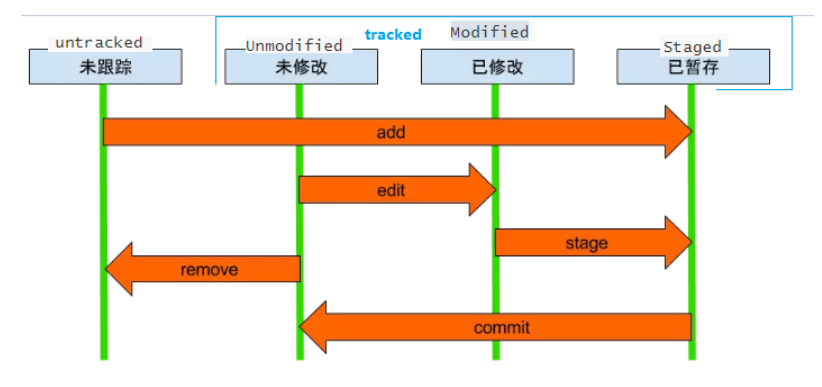 untracked
Unmodified
tracked
Modified
Staged
未跟踪
未修改
已修改
已暂存
add
edit
stage
remove
commit